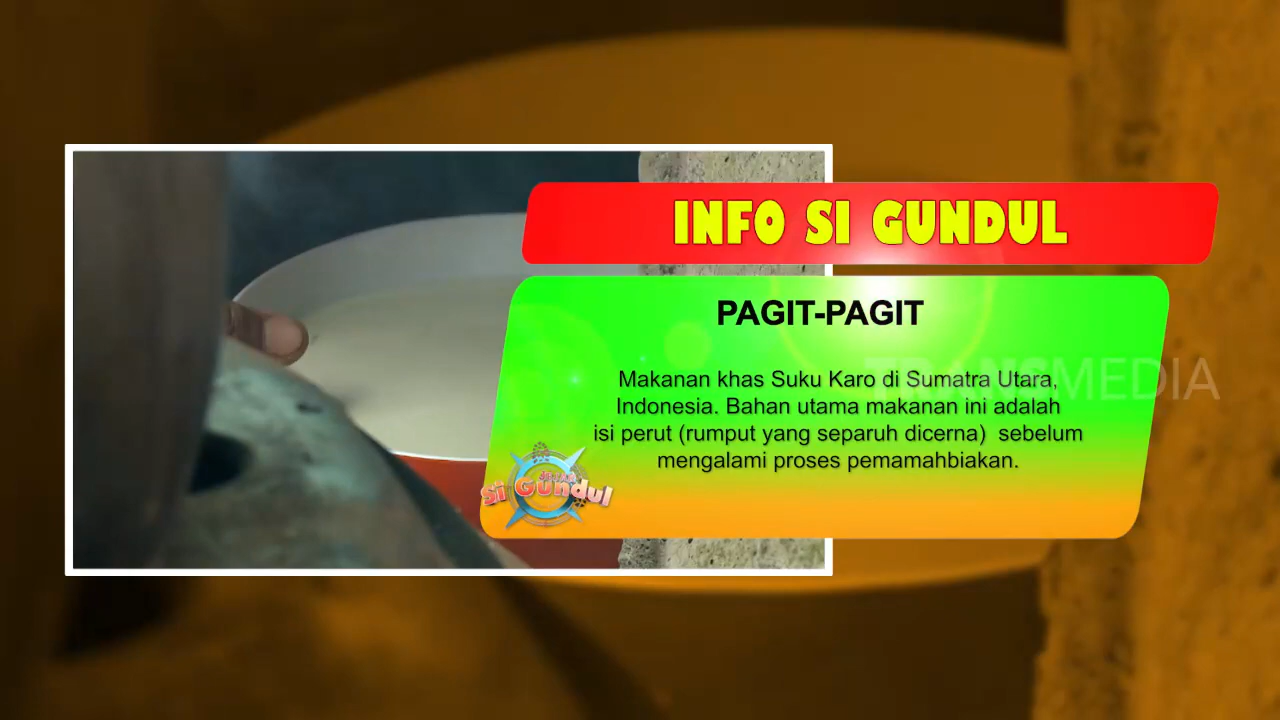 INFO SI GUNDUL
PAGIT-PAGIT
Makanan khas Suku Karo di Sumatra Utara,
Indonesia. Bahan utama makanan ini adalah
isi perut (rumput yang separuh dicerna) sebelum
mengalami proses pemamahbiakan.
TRANSMEDIA
Si Gundul